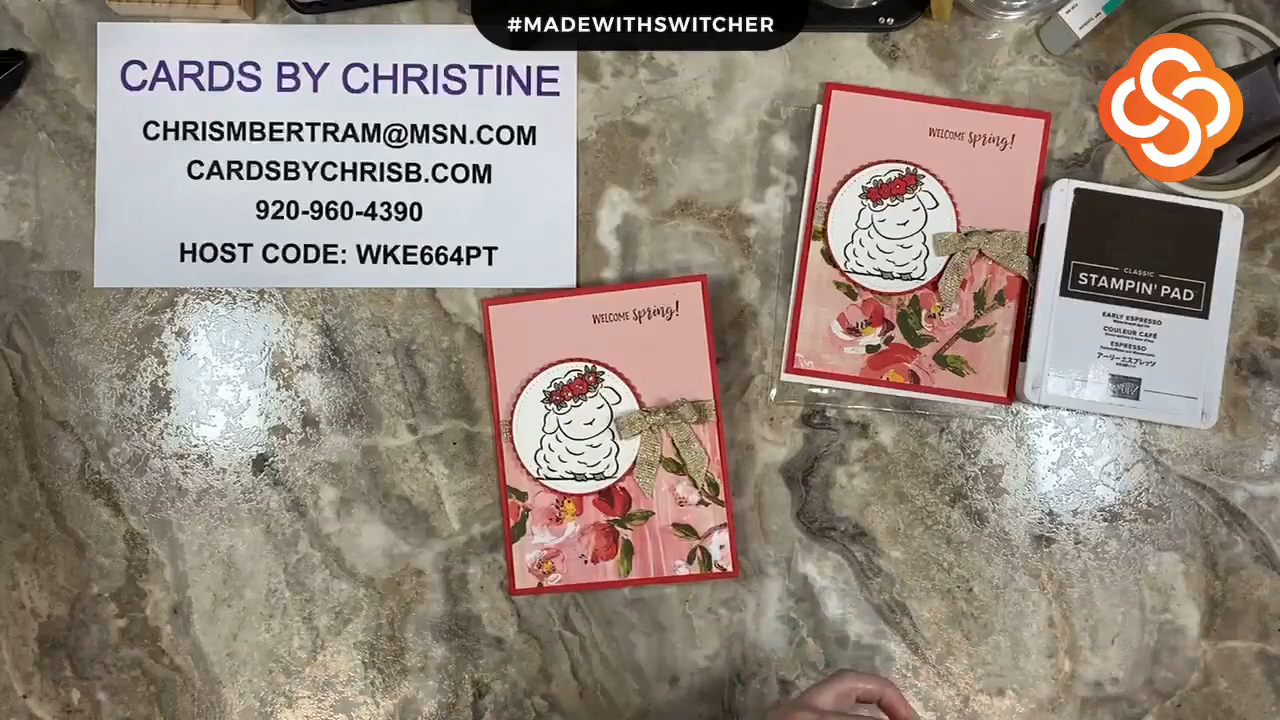 #MADEWITHSWITCHER
CARDS BY CHRISTINE
CHRISMBERTRAM@MSN.COM
CARDSBYCHRISB.COM
920-960-4390
HOST CODE: WKE664PT
WELCOME spring!
WELCOME spring!
CLASSIC
STAMPIN' PAD
EARLY ESPRESSO
COULEUR CAFÉ
ESPRESSO
アーリーエスプレッソ